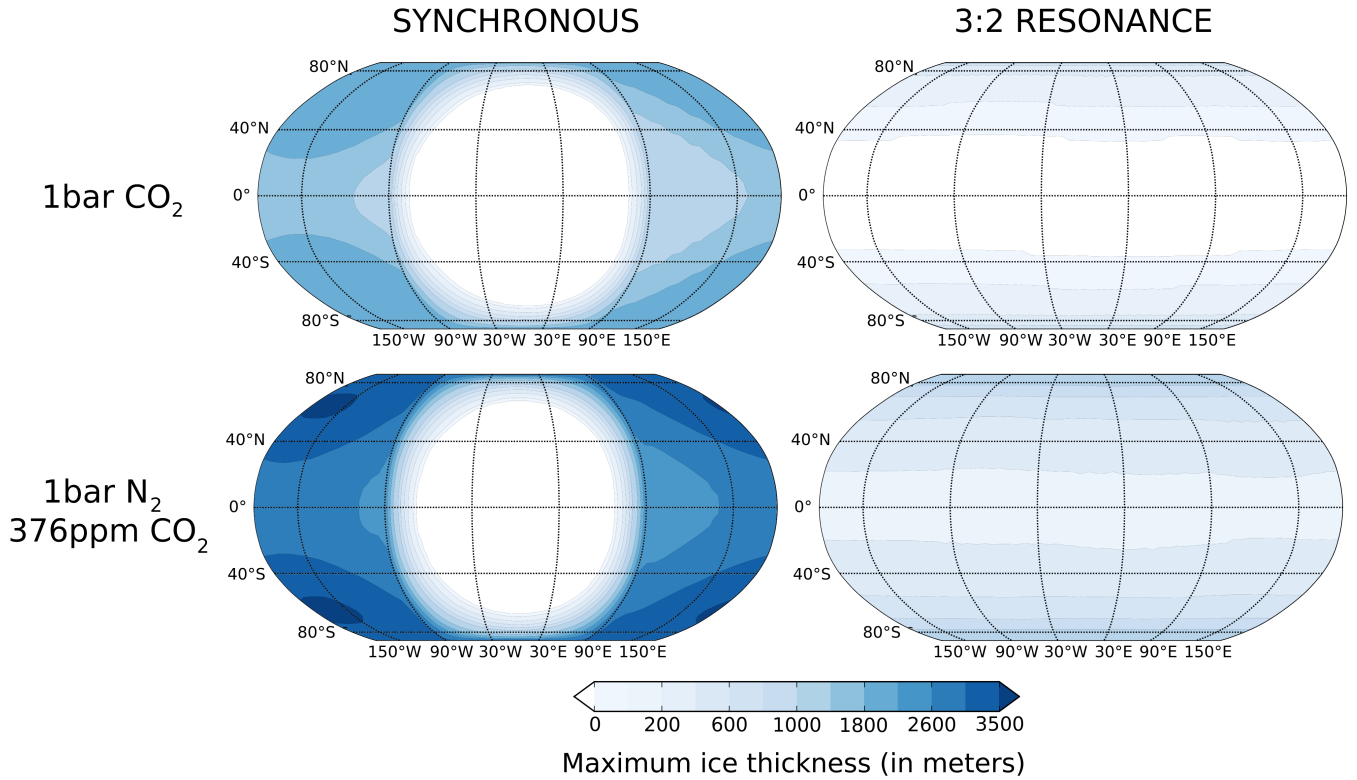 SYNCHRONOUS
3:2 RESONANCE
1bar CO₂
80°N
40°N
0°
40°S
80°S
150°W 90°W 30°W 30°E 90°E 150°E
80°N
40°N
0°
40°S
80°S
150°W 90°W 30°W 30°E 90°E 150°E
1bar N₂
376ppm CO₂
80°N
40°N
0°
40°S
80°S
150°W 90°W 30°W 30°E 90°E 150°E
80°N
40°N
0°
40°S
80°S
150°W 90°W 30°W 30°E 90°E 150°E
0 200 600 1000 1800 2600 3500
Maximum ice thickness (in meters)